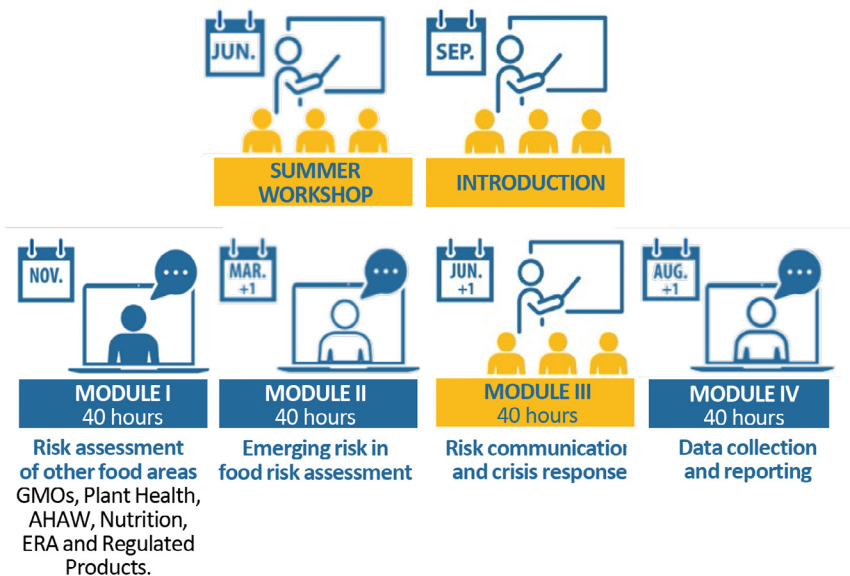 JUN.
SUMMER
WORKSHOP
SEP.
INTRODUCTION
NOV.
MODULE I
40 hours
Risk assessment
of other food areas
GMOs, Plant Health,
AHAW, Nutrition,
ERA and Regulated
Products.
MAR.
+1
MODULE II
40 hours
Emerging risk in
food risk assessment
JUN.
+1
MODULE III
40 hours
Risk communication
and crisis response
AUG.
+1
MODULE IV
40 hours
Data collection
and reporting